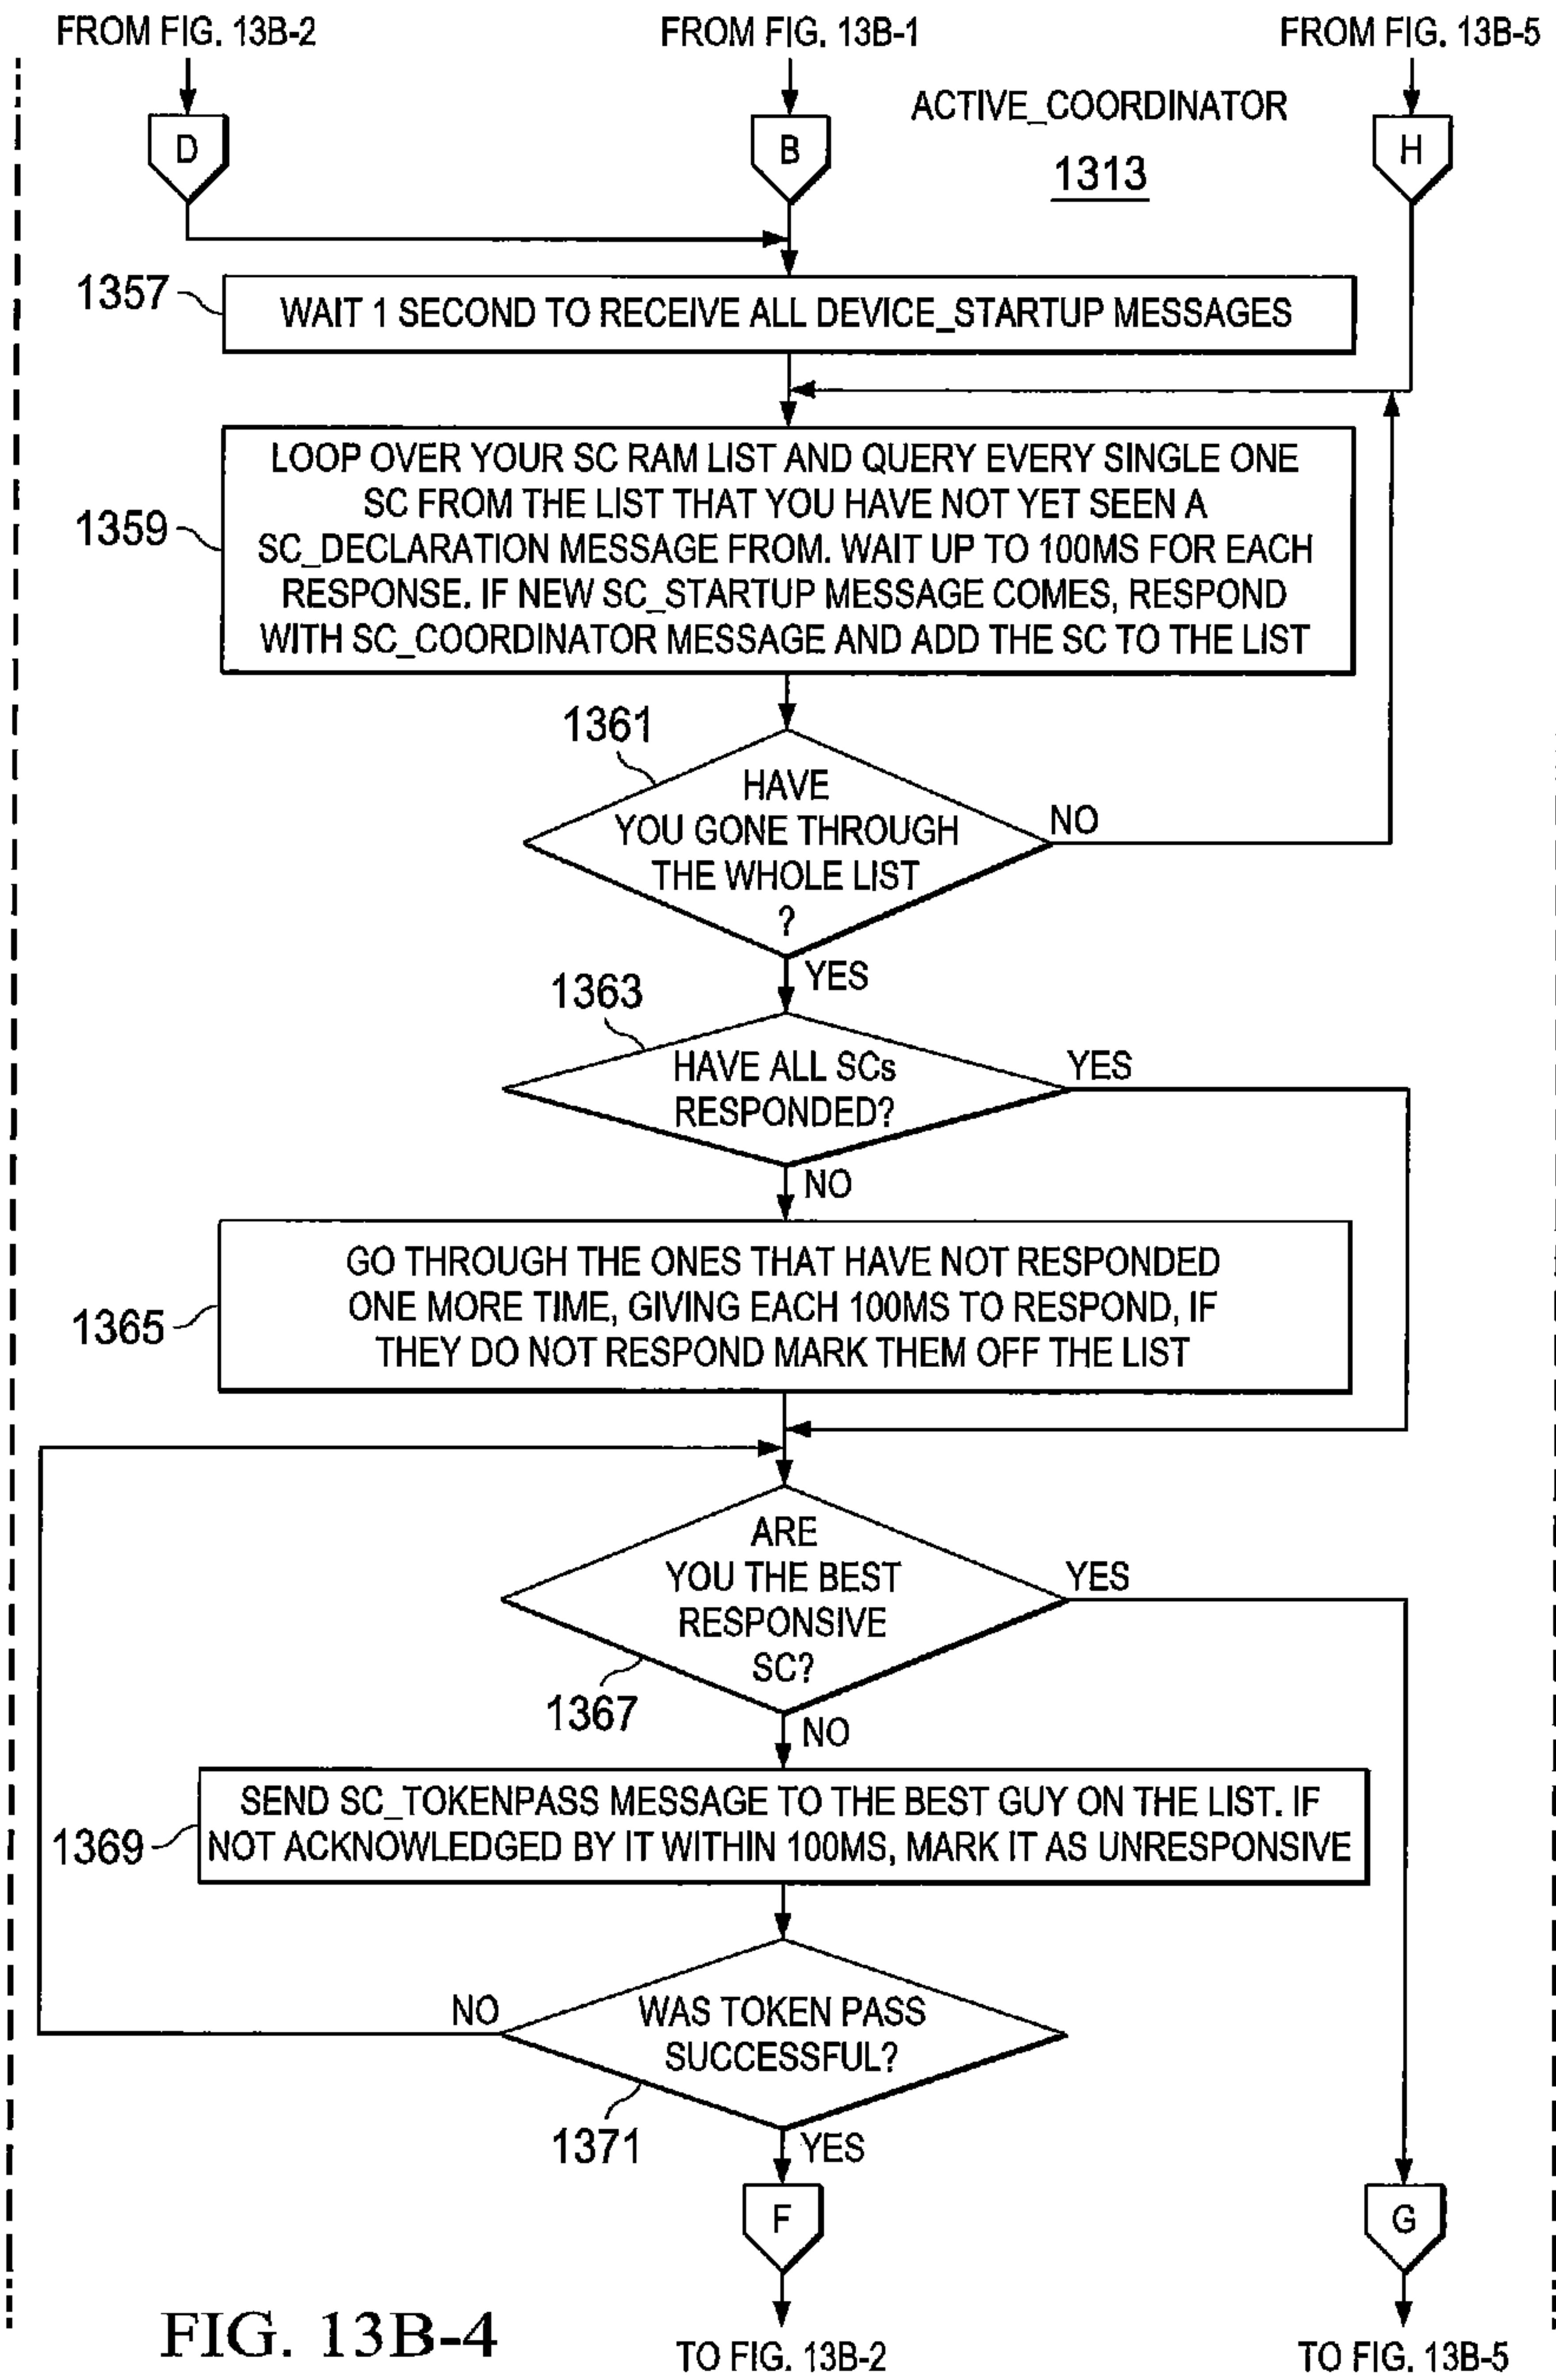 FROM FIG. 13B-2
FROM FIG. 13B-1
FROM FIG. 13B-5
D
B
ACTIVE_COORDINATOR
1313
H
1357
WAIT 1 SECOND TO RECEIVE ALL DEVICE_STARTUP MESSAGES
1359
LOOP OVER YOUR SC RAM LIST AND QUERY EVERY SINGLE ONE
SC FROM THE LIST THAT YOU HAVE NOT YET SEEN A
SC_DECLARATION MESSAGE FROM. WAIT UP TO 100MS FOR EACH
RESPONSE. IF NEW SC_STARTUP MESSAGE COMES, RESPOND
WITH SC_COORDINATOR MESSAGE AND ADD THE SC TO THE LIST
1361
HAVE
YOU GONE THROUGH
THE WHOLE LIST
?
NO
YES
1363
HAVE ALL SCs
RESPONDED?
YES
NO
1365
GO THROUGH THE ONES THAT HAVE NOT RESPONDED
ONE MORE TIME, GIVING EACH 100MS TO RESPOND, IF
THEY DO NOT RESPOND MARK THEM OFF THE LIST
ARE
YOU THE BEST
RESPONSIVE
SC?
YES
1367
NO
1369
SEND SC_TOKENPASS MESSAGE TO THE BEST GUY ON THE LIST. IF
NOT ACKNOWLEDGED BY IT WITHIN 100MS, MARK IT AS UNRESPONSIVE
NO
WAS TOKEN PASS
SUCCESSFUL?
1371
YES
F
G
FIG. 13B-4
TO FIG. 13B-2
TO FIG. 13B-5